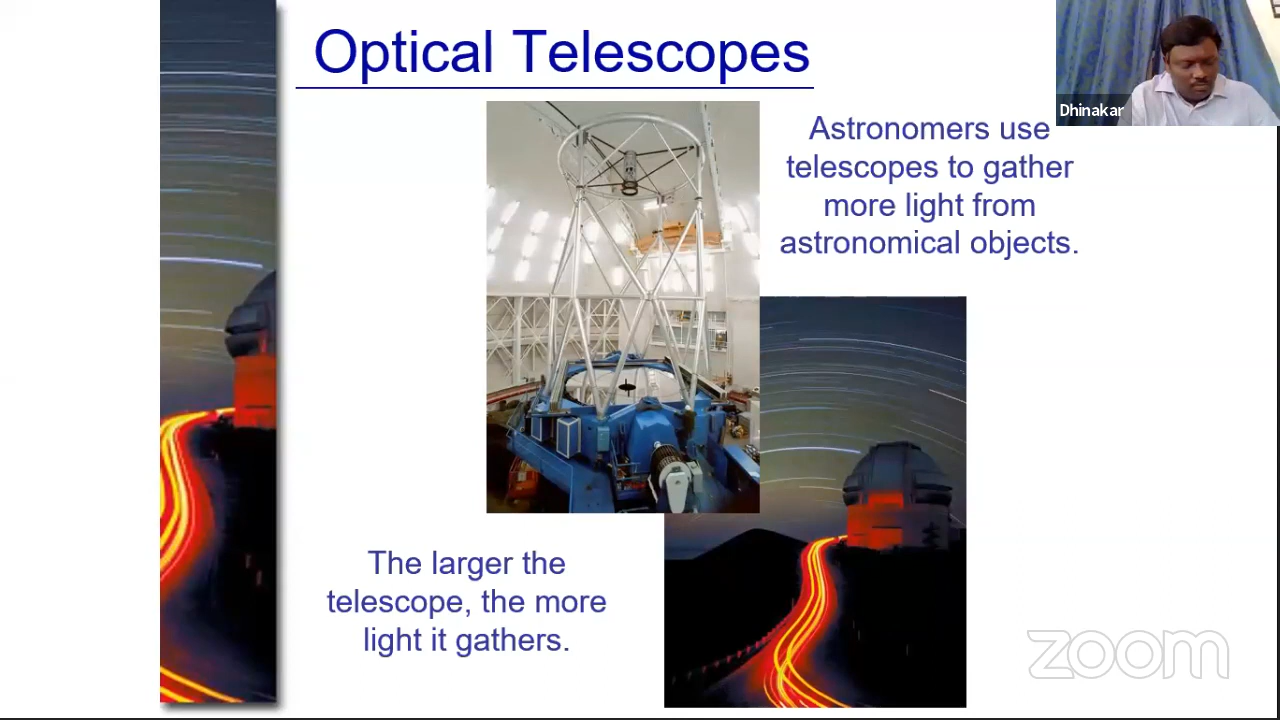 Optical Telescopes
Dhinakar
Astronomers use
telescopes to gather
more light from
astronomical objects.
The larger the
telescope, the more
light it gathers.
zoom